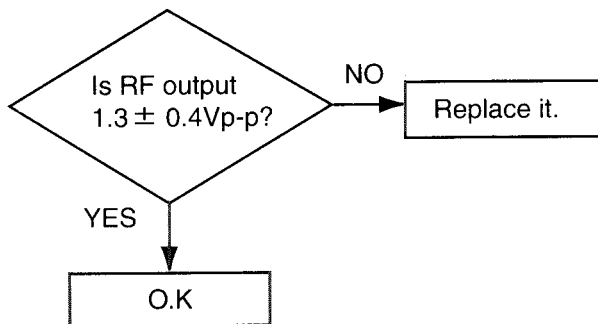 Is RF output
1.3 ± 0.4Vp-p?
NO
Replace it.
YES
O.K